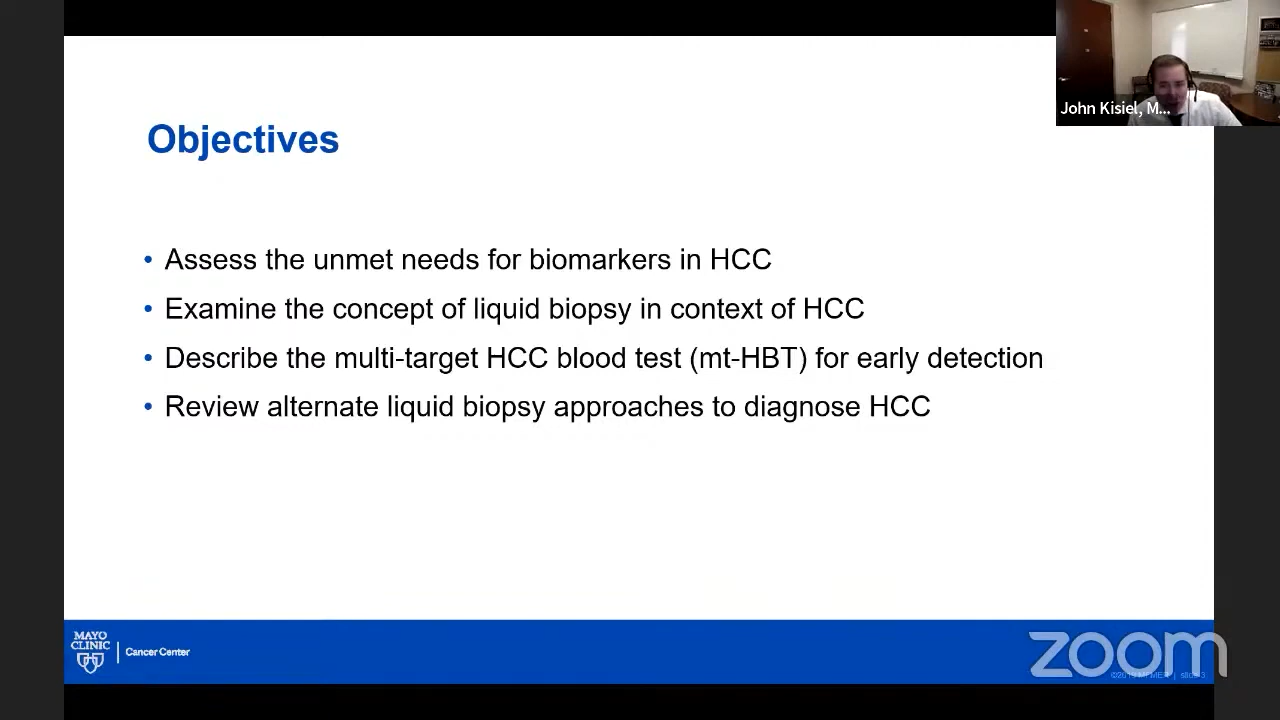 John Kisiel, M...
Objectives
• Assess the unmet needs for biomarkers in HCC
• Examine the concept of liquid biopsy in context of HCC
• Describe the multi-target HCC blood test (mt-HBT) for early detection
• Review alternate liquid biopsy approaches to diagnose HCC
MAYO
CLINIC
Cancer Center
zoom